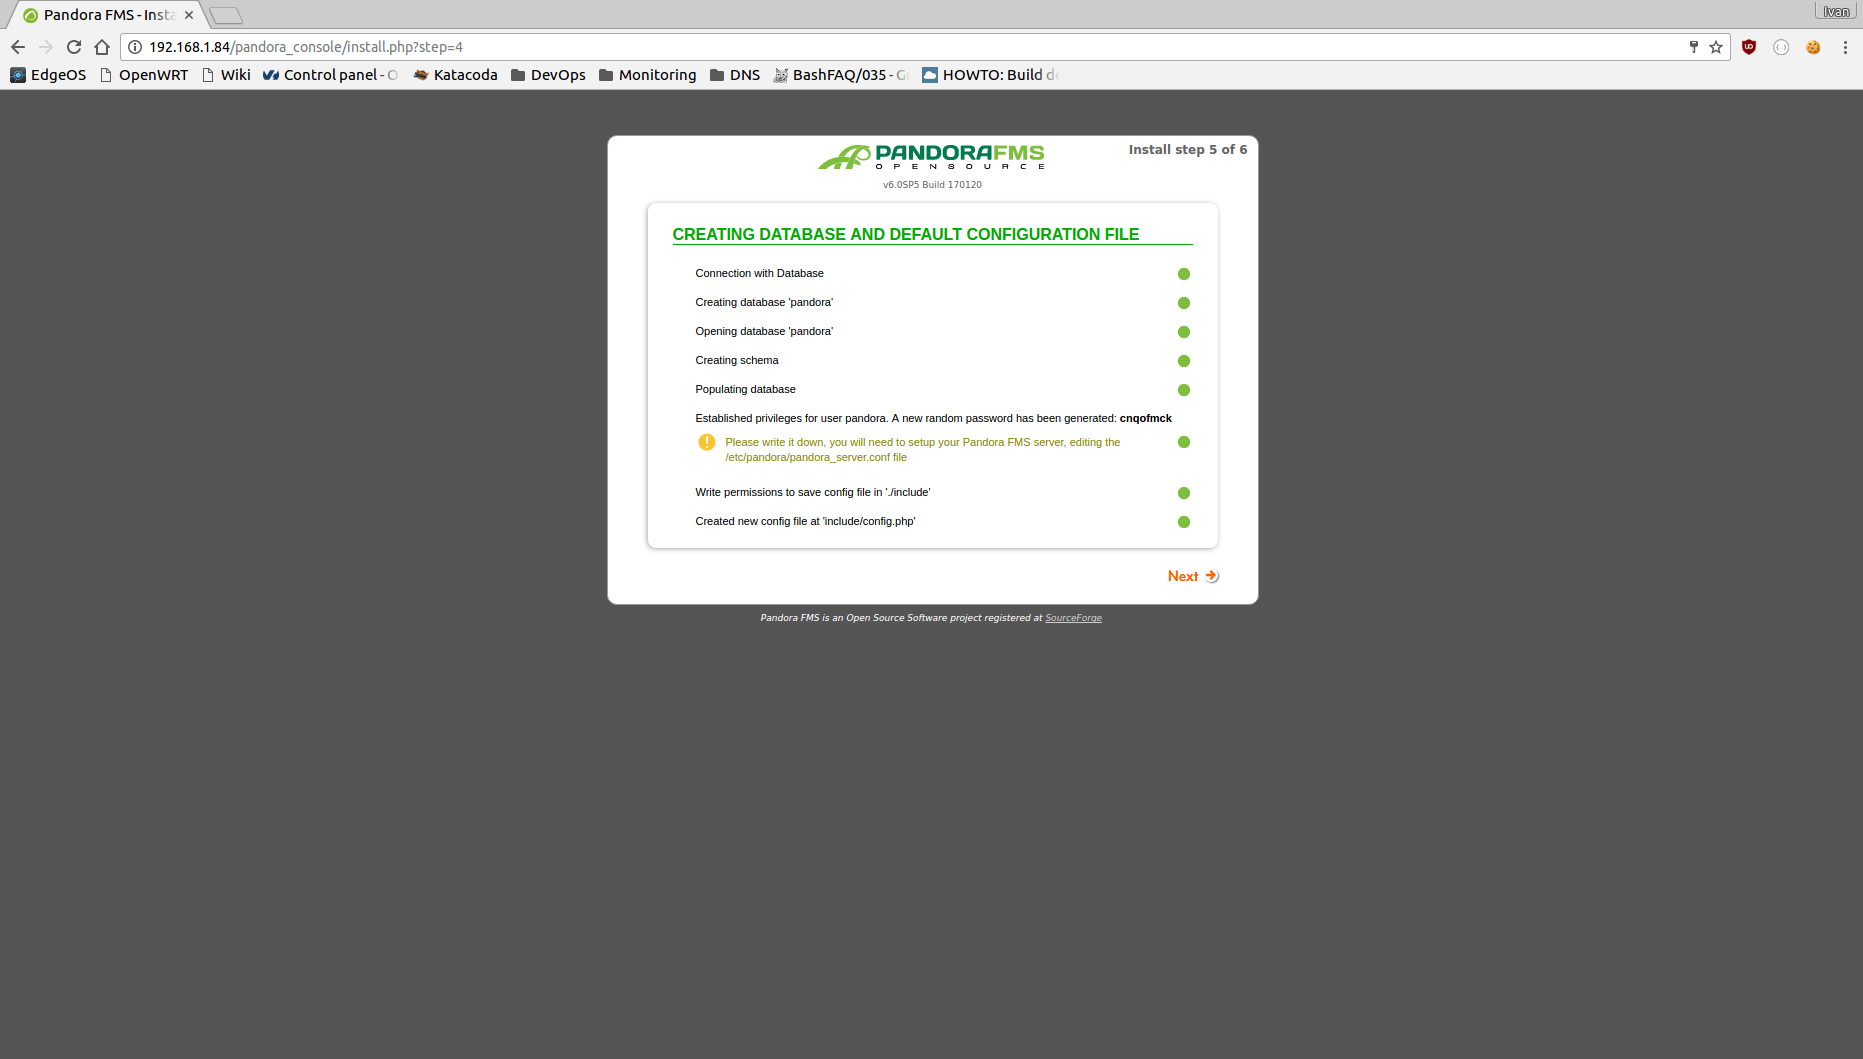 Pandora FMS - Insta
Ivan
192.168.1.84/pandora_console/install.php?step=4
EdgeOS
OpenWRT
Wiki
Control panel - O
Katacoda
DevOps
Monitoring
DNS
BashFAQ/035 - G
HOWTO: Build de
PANDORAFMS
OPENSOURCE
Install step 5 of 6
v6.0SP5 Build 170120
CREATING DATABASE AND DEFAULT CONFIGURATION FILE
Connection with Database
Creating database 'pandora'
Opening database 'pandora'
Creating schema
Populating database
Established privileges for user pandora. A new random password has been generated: cnqofmck
Please write it down, you will need to setup your Pandora FMS server, editing the
/etc/pandora/pandora_server.conf file
Write permissions to save config file in './include'
Created new config file at 'include/config.php'
Next
Pandora FMS is an Open Source Software project registered at SourceForge